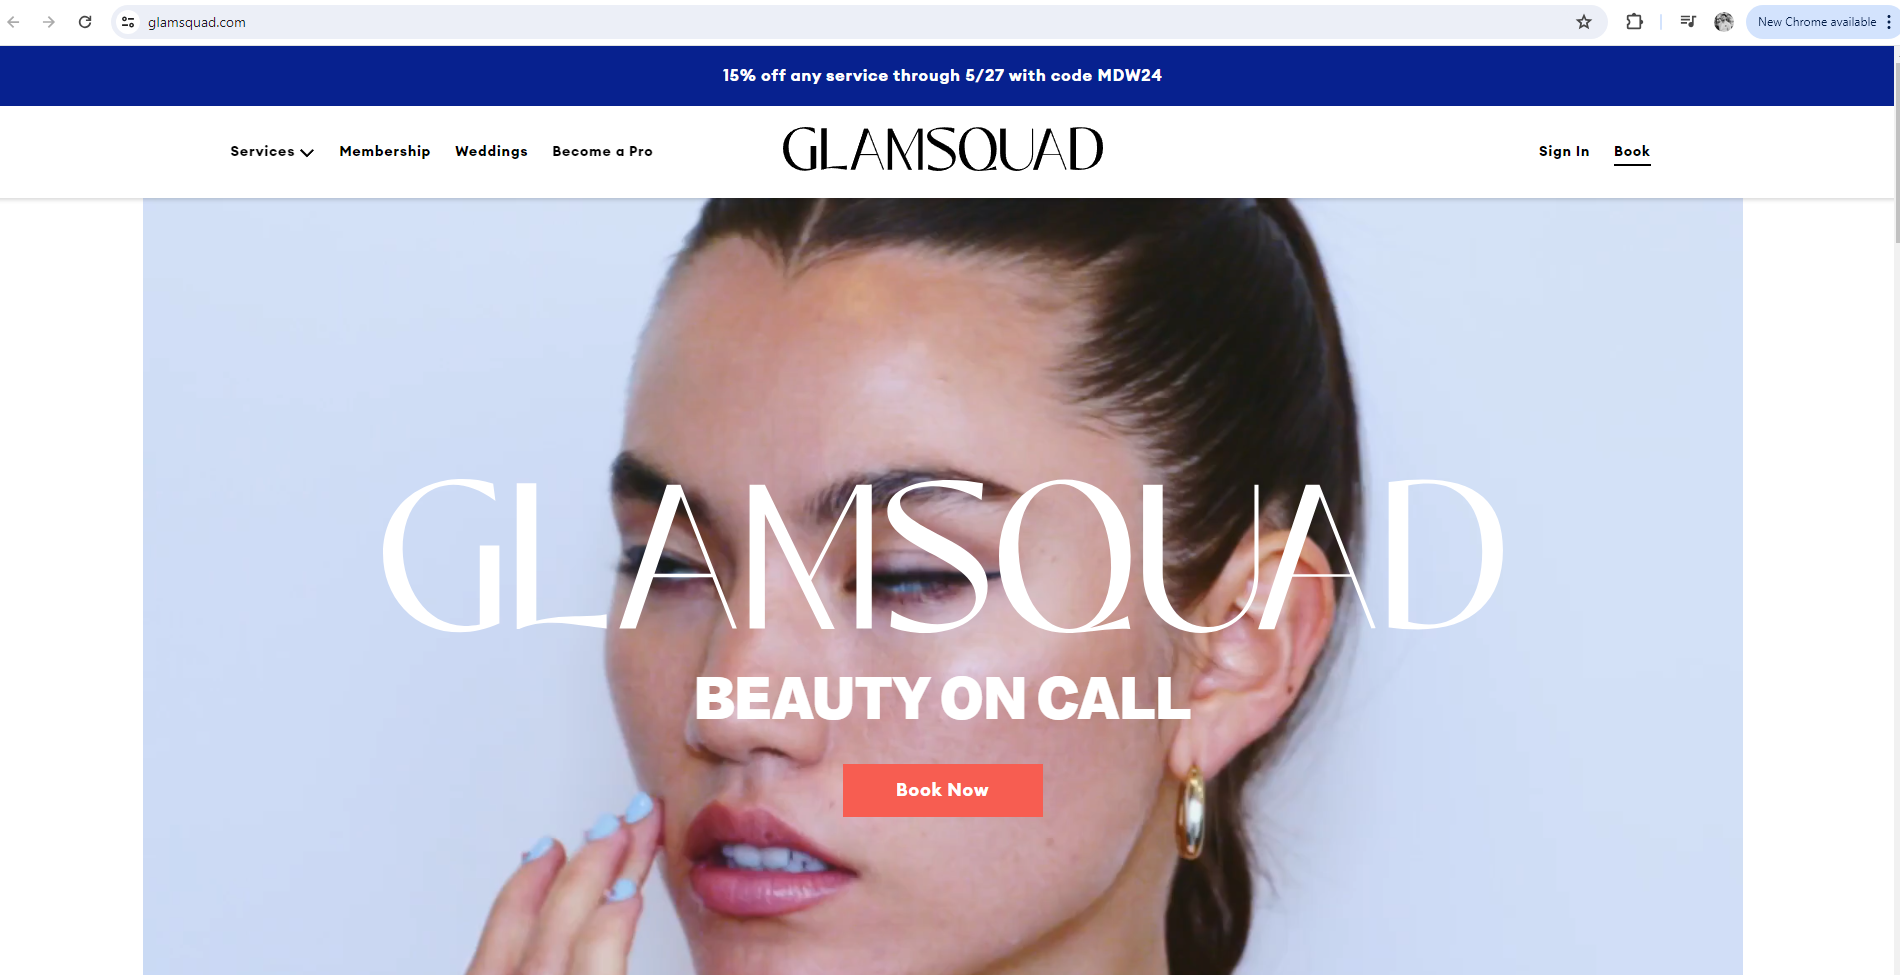 glamsquad.com
New Chrome available
15% off any service through 5/27 with code MDW24
Services Membership Weddings Become a Pro GLAMSQUAD Sign In Book
GLAMSQUAD
BEAUTY ON CALL
Book Now